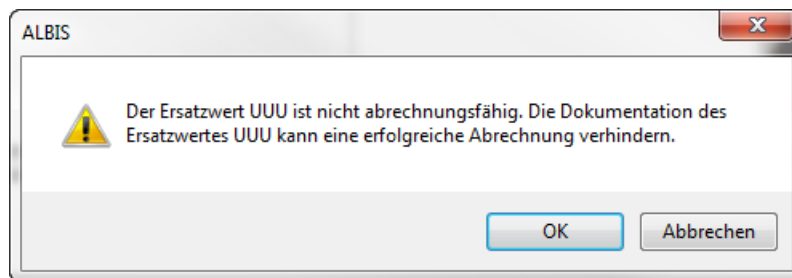 ALBIS
Der Ersatzwert UUU ist nicht abrechnungsfähig. Die Dokumentation des
Ersatzwertes UUU kann eine erfolgreiche Abrechnung verhindern.
OK
Abbrechen